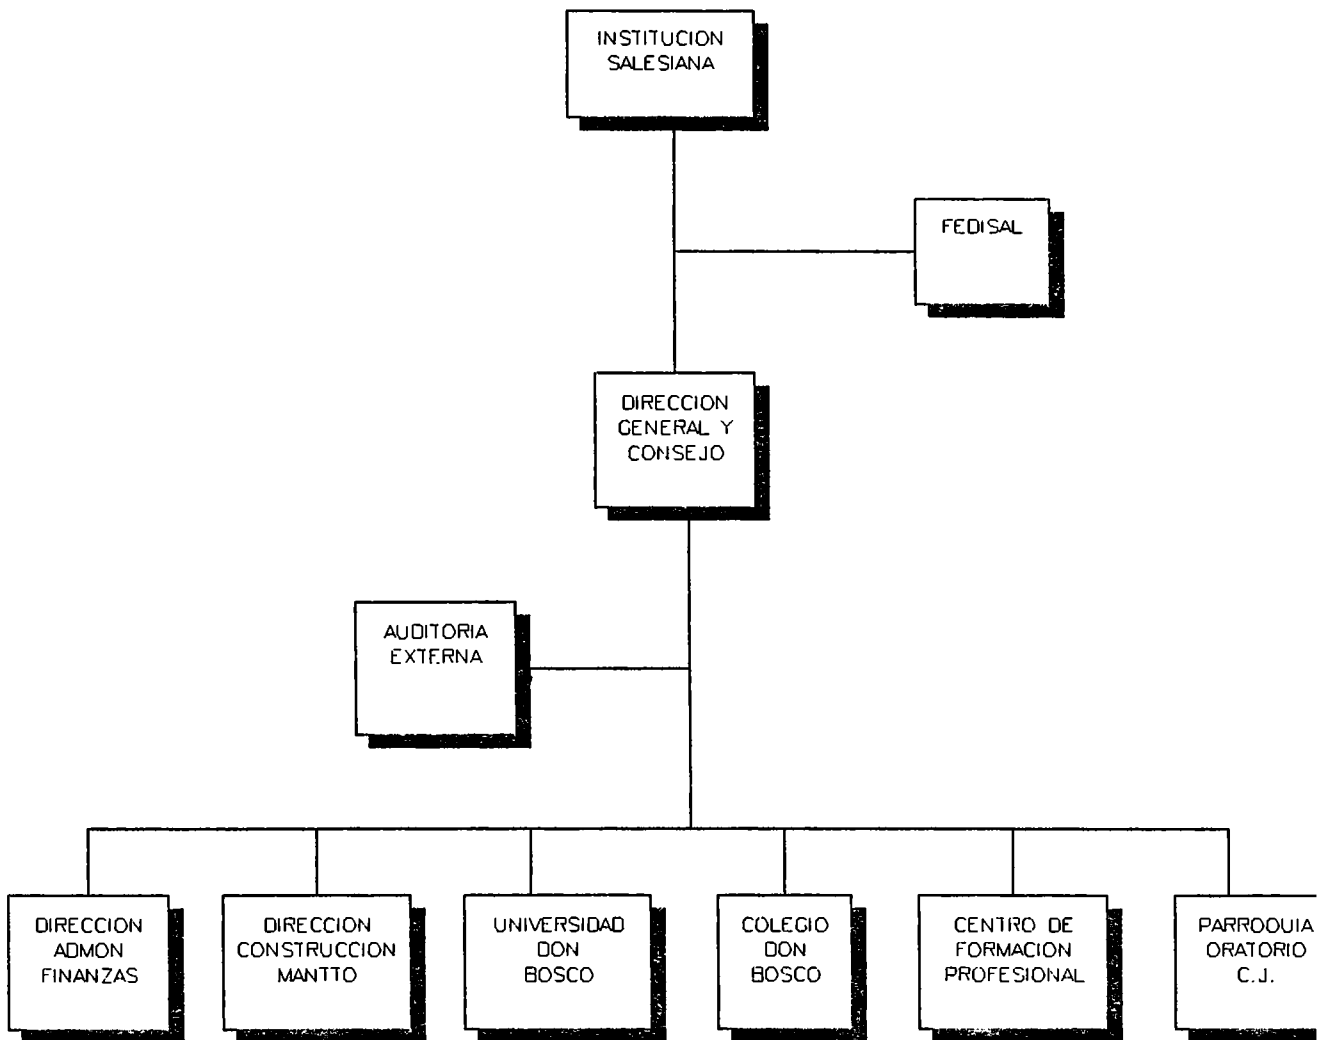 INSTITUCION
SALESIANA
FEDISAL
DIRECCION
GENERAL Y
CONSEJO
AUDITORIA
EXTERNA
DIRECCION
ADMON
FINANZAS
DIRECCION
CONSTRUCCION
MANTTO
UNIVERSIDAD
DON
BOSCO
COLEGIO
DON
BOSCO
CENTRO DE
FORMACION
PROFESIONAL
PARROQUIA
ORATORIO
C.J.